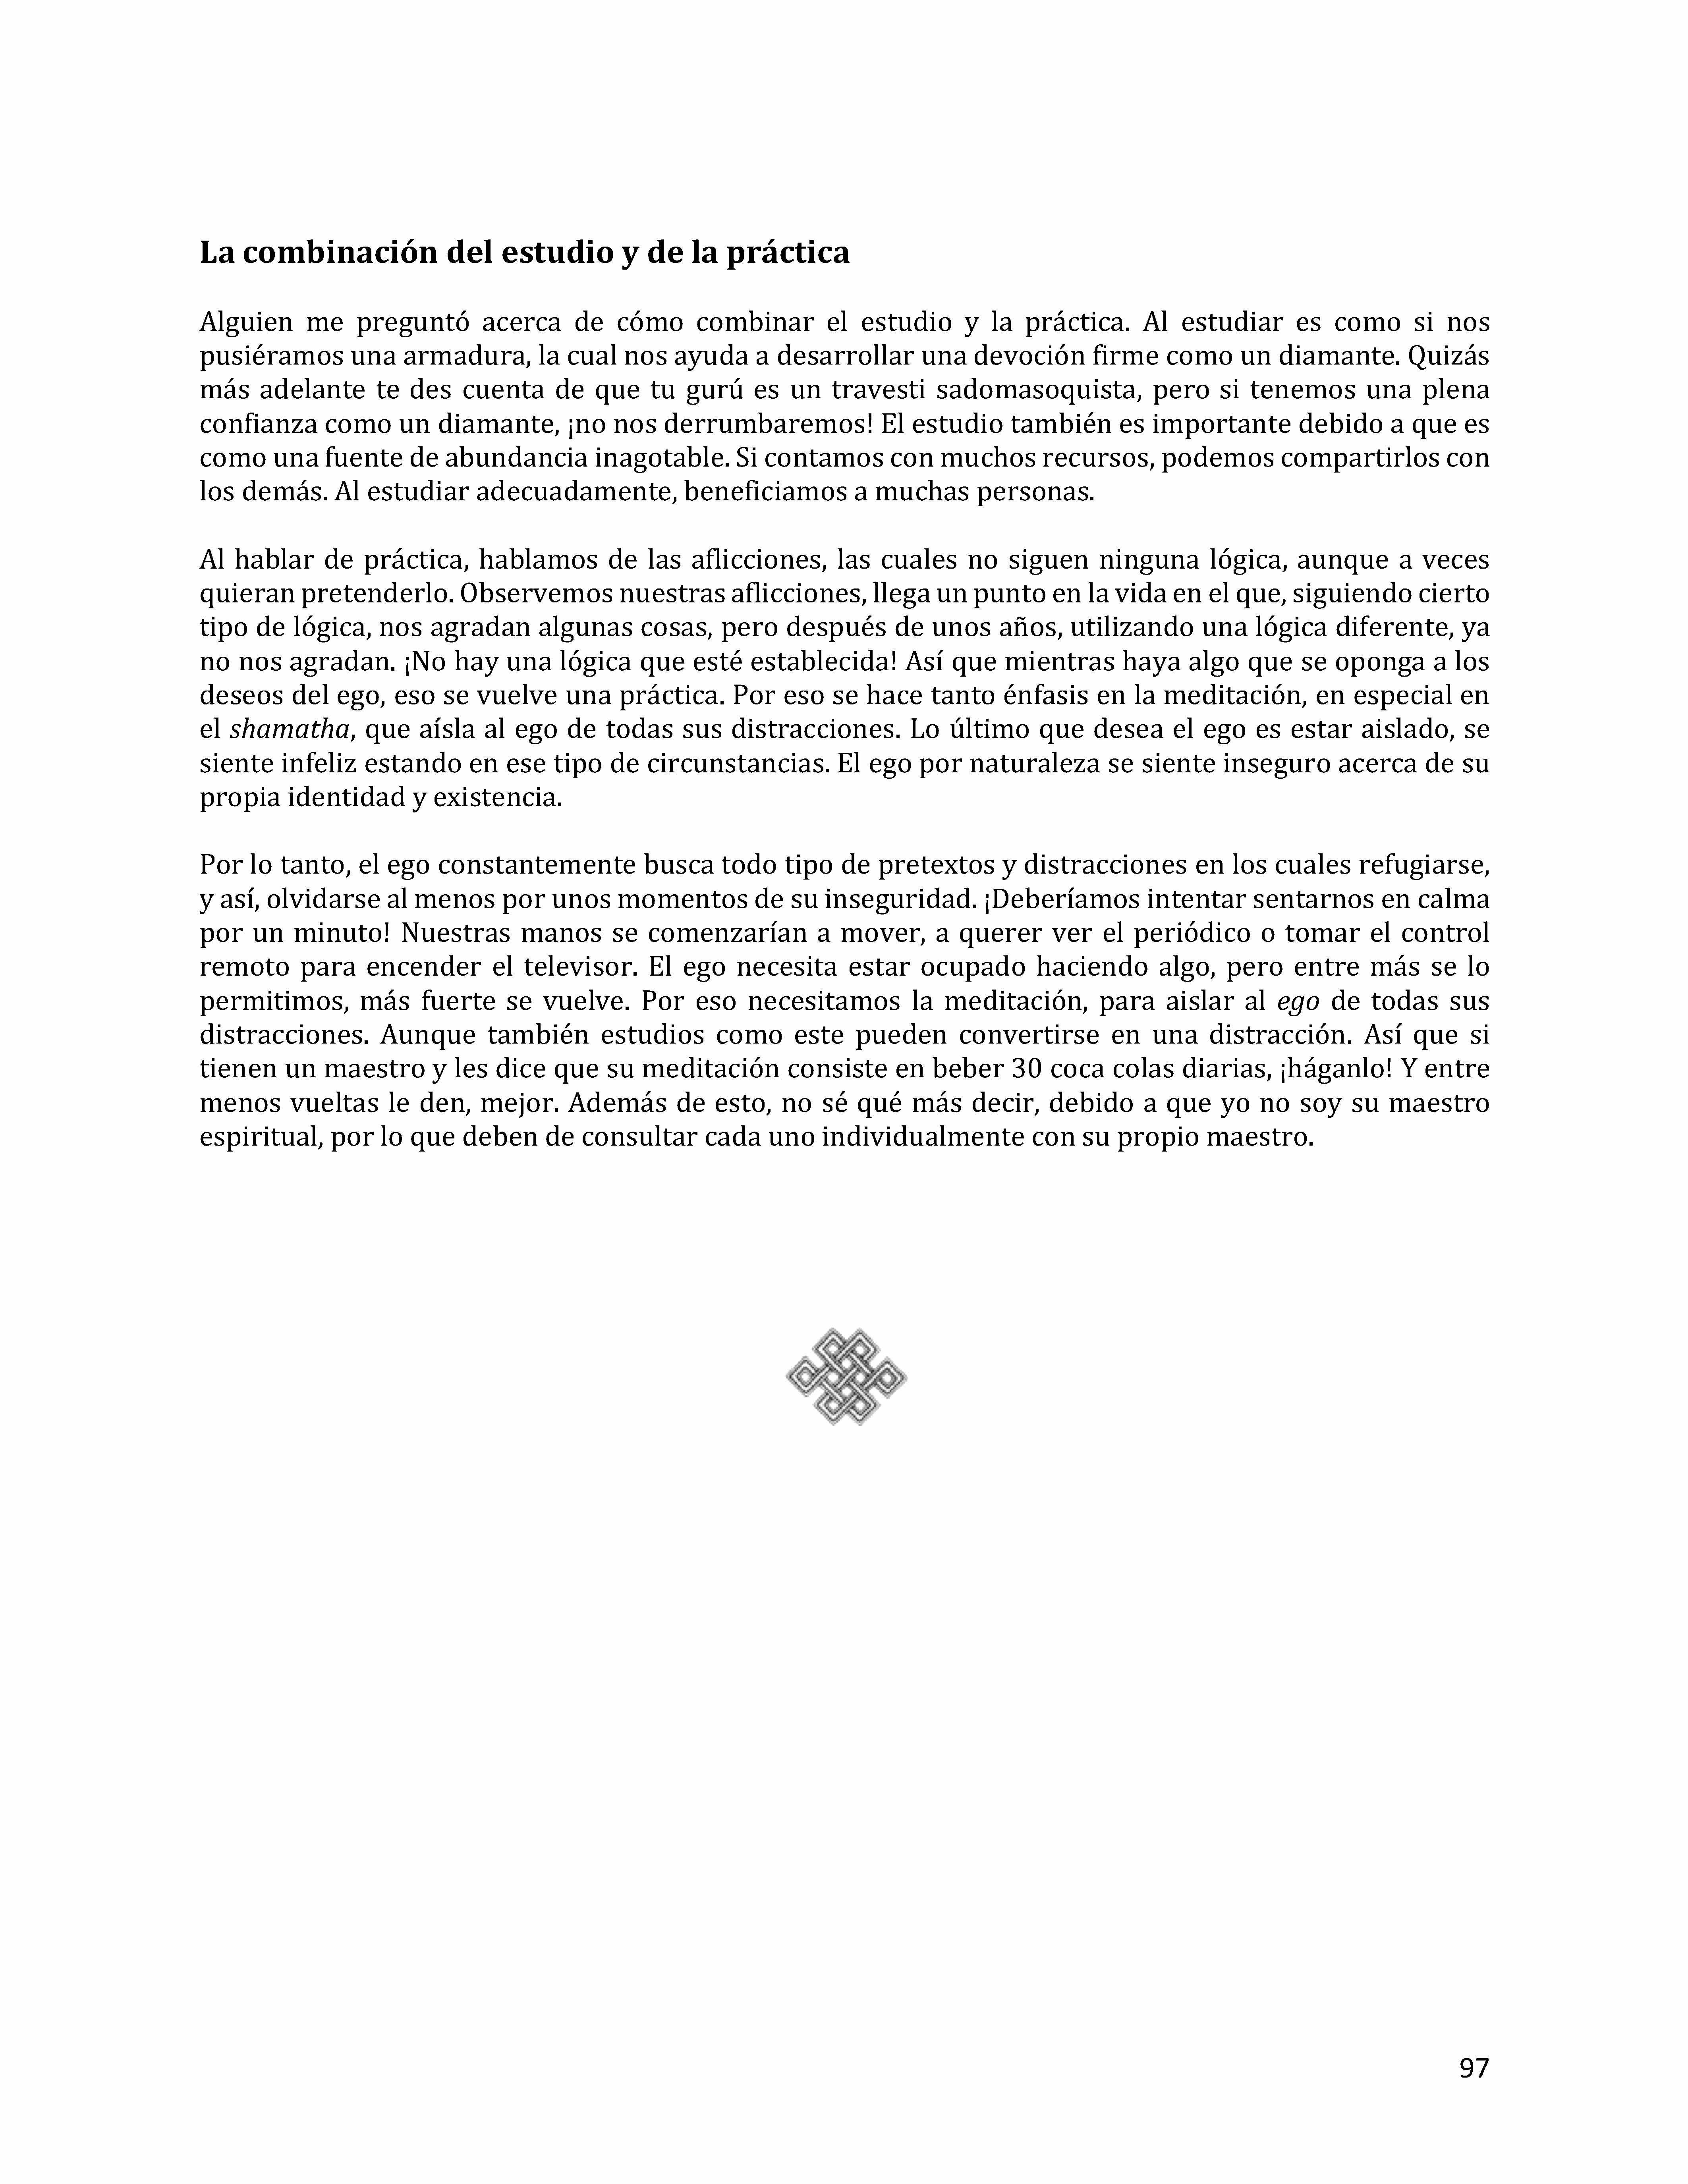 La combinación del estudio y de la práctica
Alguien me preguntó acerca de cómo combinar el estudio y la práctica. Al estudiar es como si nos
pusiéramos una armadura, la cual nos ayuda a desarrollar una devoción firme como un diamante. Quizás
más adelante te des cuenta de que tu gurú es un travesti sadomasoquista, pero si tenemos una plena
confianza como un diamante, ¡no nos derrumbaremos! El estudio también es importante debido a que es
como una fuente de abundancia inagotable. Si contamos con muchos recursos, podemos compartirlos con
los demás. Al estudiar adecuadamente, beneficiamos a muchas personas.
Al hablar de práctica, hablamos de las aflicciones, las cuales no siguen ninguna lógica, aunque a veces
quieran pretenderlo. Observemos nuestras aflicciones, llega un punto en la vida en el que, siguiendo cierto
tipo de lógica, nos agradan algunas cosas, pero después de unos años, utilizando una lógica diferente, ya
no nos agradan. ¡No hay una lógica que esté establecida! Así que mientras haya algo que se oponga a los
deseos del ego, eso se vuelve una práctica. Por eso se hace tanto énfasis en la meditación, en especial en
el shamatha, que aísla al ego de todas sus distracciones. Lo último que desea el ego es estar aislado, se
siente infeliz estando en ese tipo de circunstancias. El ego por naturaleza se siente inseguro acerca de su
propia identidad y existencia.
Por lo tanto, el ego constantemente busca todo tipo de pretextos y distracciones en los cuales refugiarse,
y así, olvidarse al menos por unos momentos de su inseguridad. ¡Deberíamos intentar sentarnos en calma
por un minuto! Nuestras manos se comenzarían a mover, a querer ver el periódico o tomar el control
remoto para encender el televisor. El ego necesita estar ocupado haciendo algo, pero entre más se lo
permitimos, más fuerte se vuelve. Por eso necesitamos la meditación, para aislar al ego de todas sus
distracciones. Aunque también estudios como este pueden convertirse en una distracción. Así que si
tienen un maestro y les dice que su meditación consiste en beber 30 coca colas diarias, ¡háganlo! Y entre
menos vueltas le den, mejor. Además de esto, no sé qué más decir, debido a que yo no soy su maestro
espiritual, por lo que deben de consultar cada uno individualmente con su propio maestro.
97